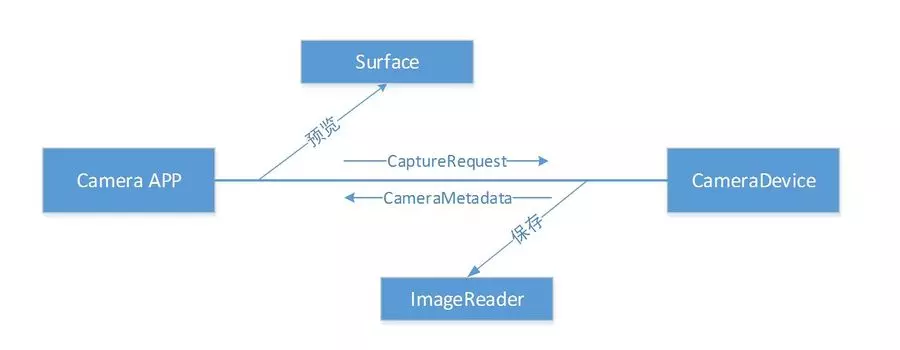 Surface
预览
CaptureRequest
Camera APP
CameraDevice
CameraMetadata
保存
ImageReader